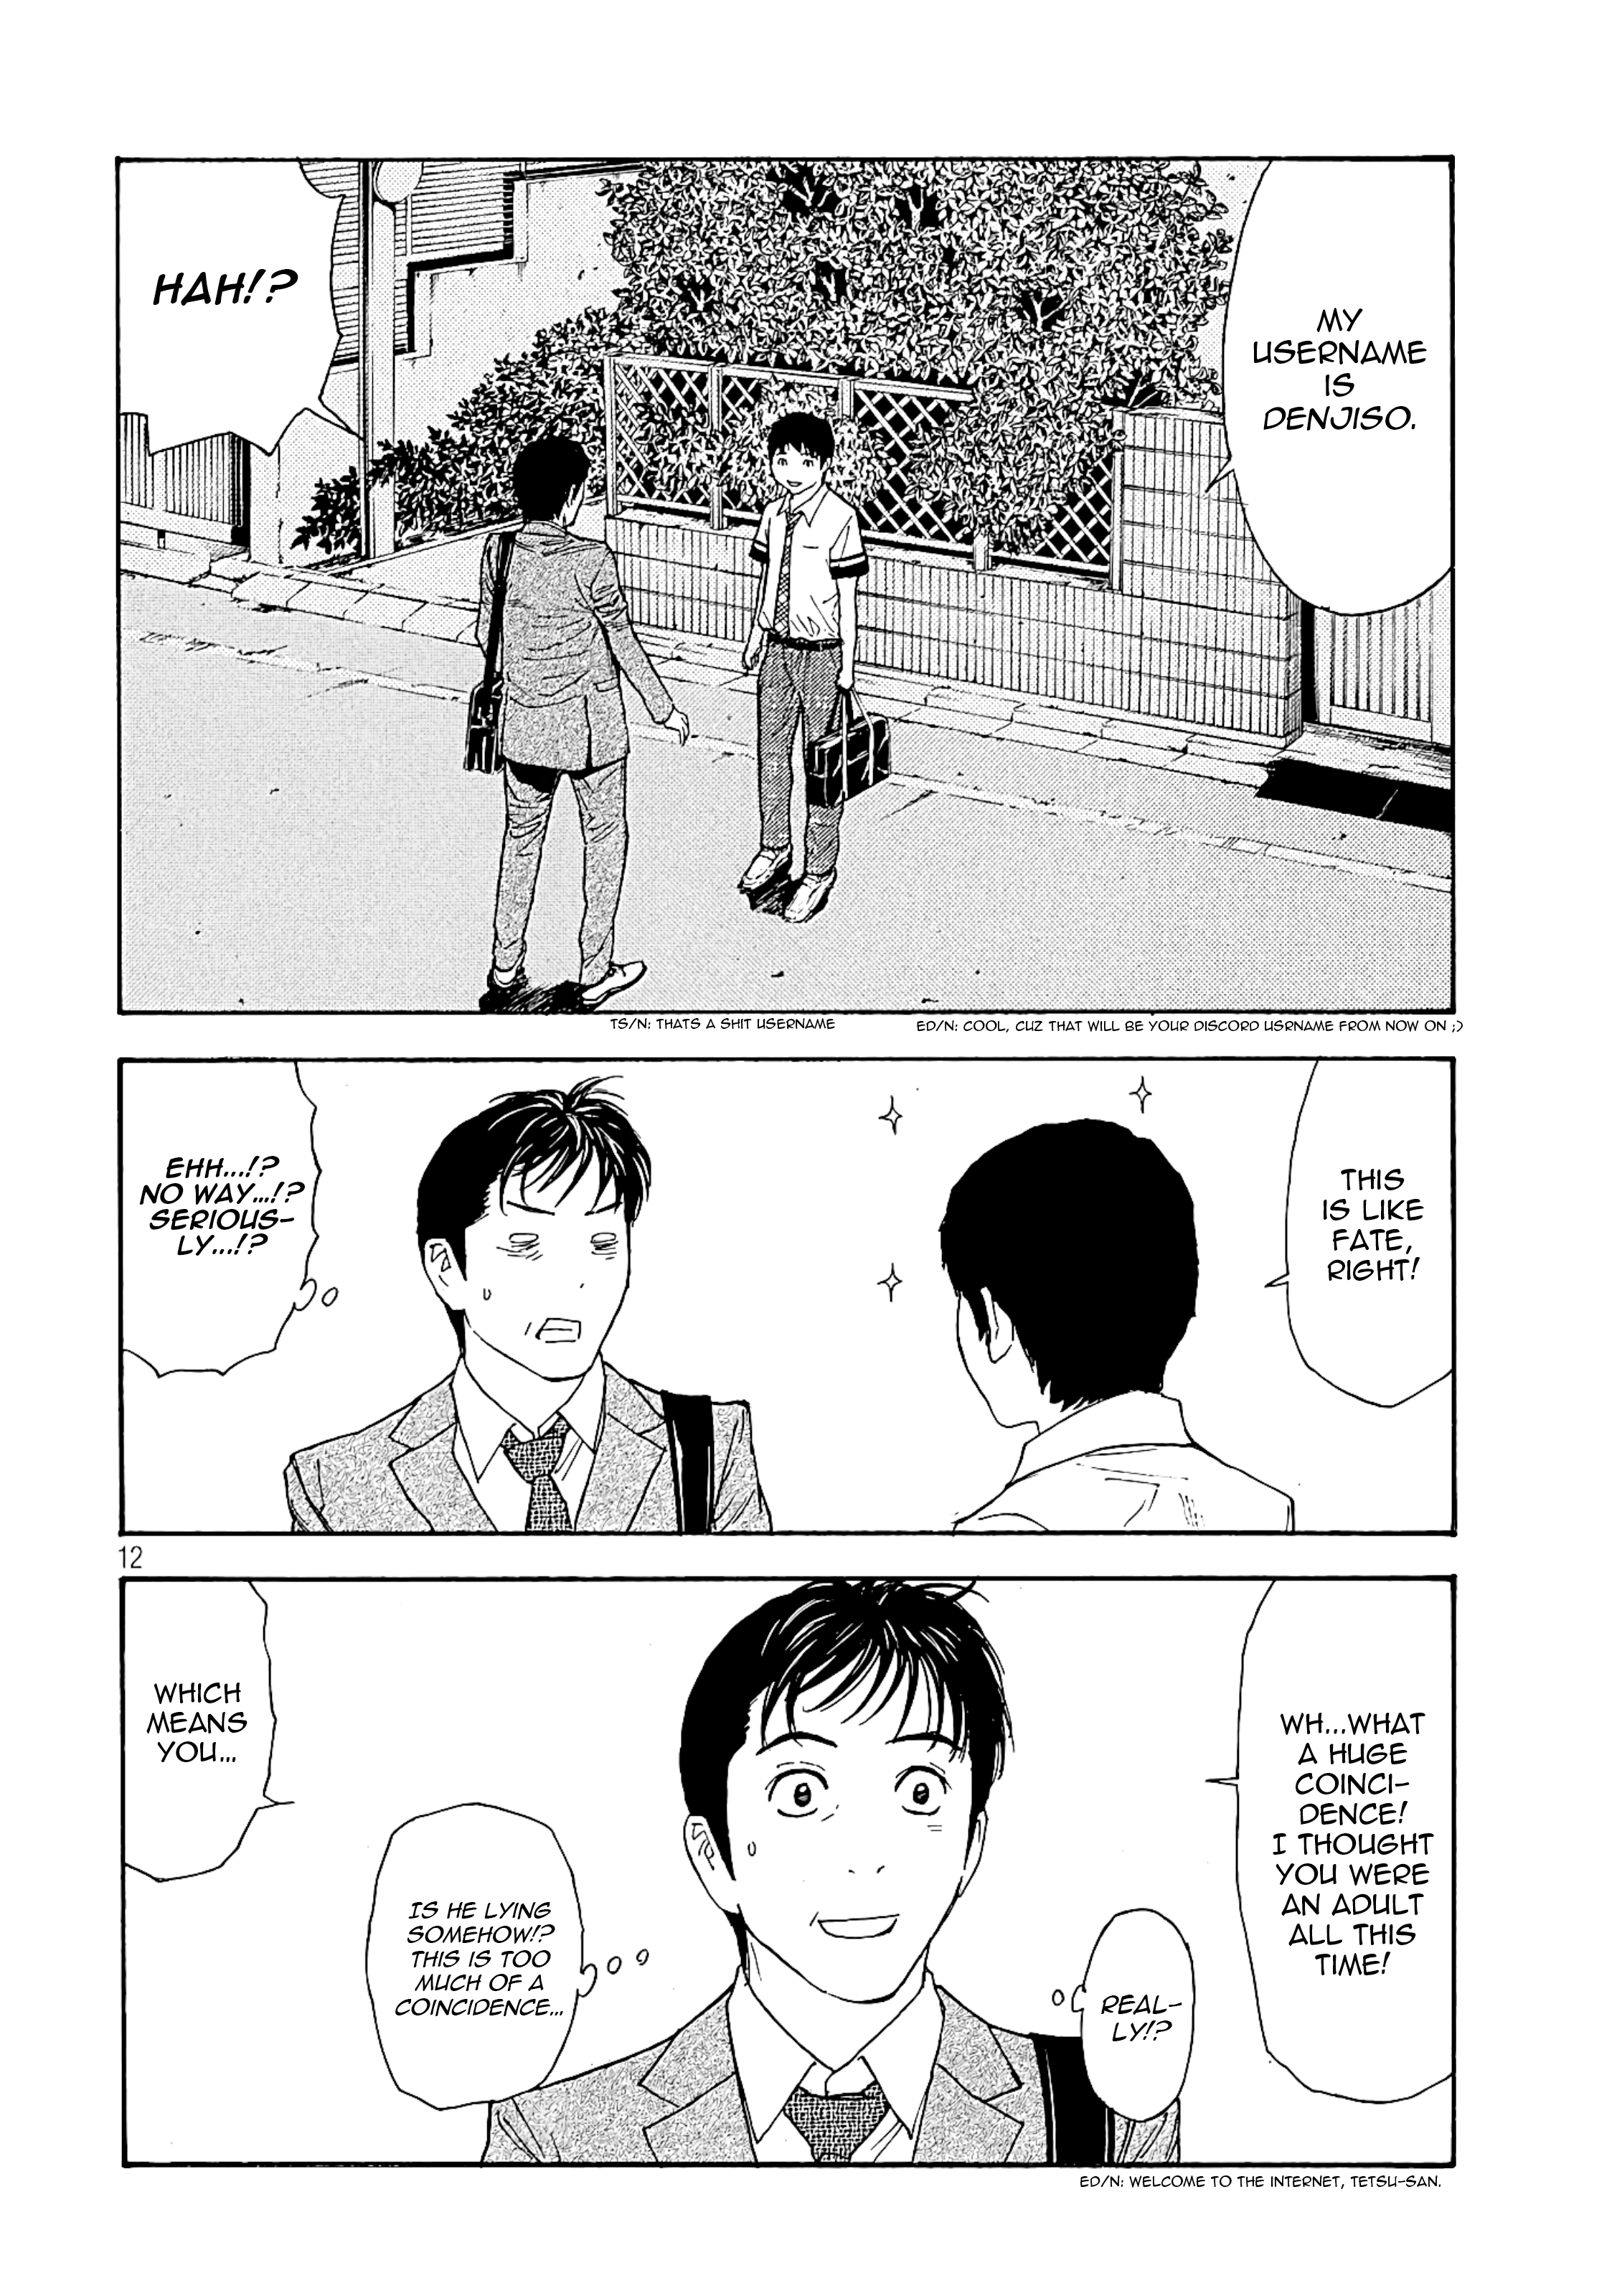 MY
USERNAME
IS
DENJISO.
HAH!?
TS/N: THATS A SHIT USERNAME
ED/N: COOL, CUZ THAT WILL BE YOUR DISCORD USRNAME FROM NOW ON ;)
THIS
IS LIKE
FATE,
RIGHT!
EHH...!?
NO WAY...!?
SERIOUS-
LY...!?
12
WH...WHAT
A HUGE
COINCI-
DENCE!
I THOUGHT
YOU WERE
AN ADULT
ALL THIS
TIME!
REAL-
LY!?
IS HE LYING
SOMEHOW!?
THIS IS TOO
MUCH OF A
COINCIDENCE...
WHICH
MEANS
YOU...
ED/N: WELCOME TO THE INTERNET, TETSU-SAN.